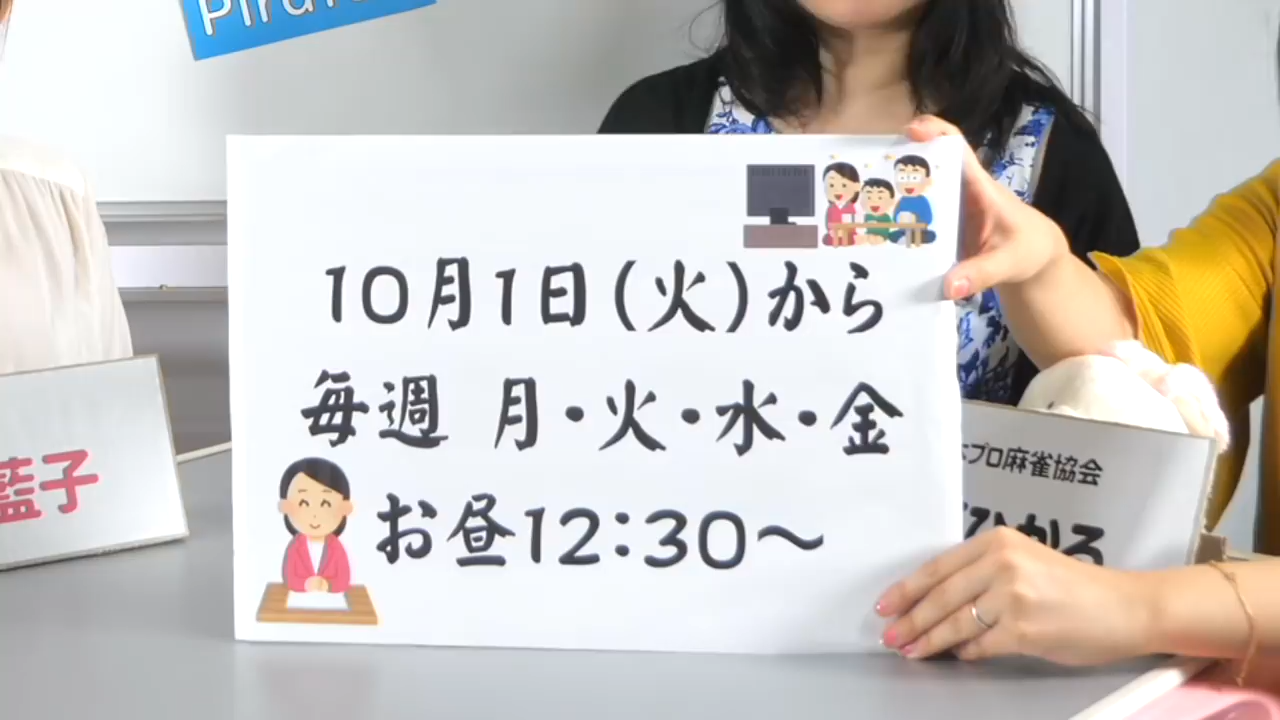 10月1日(火)から
毎週 月・火・水・金
お昼12:30～
藍子
プロ麻雀協会